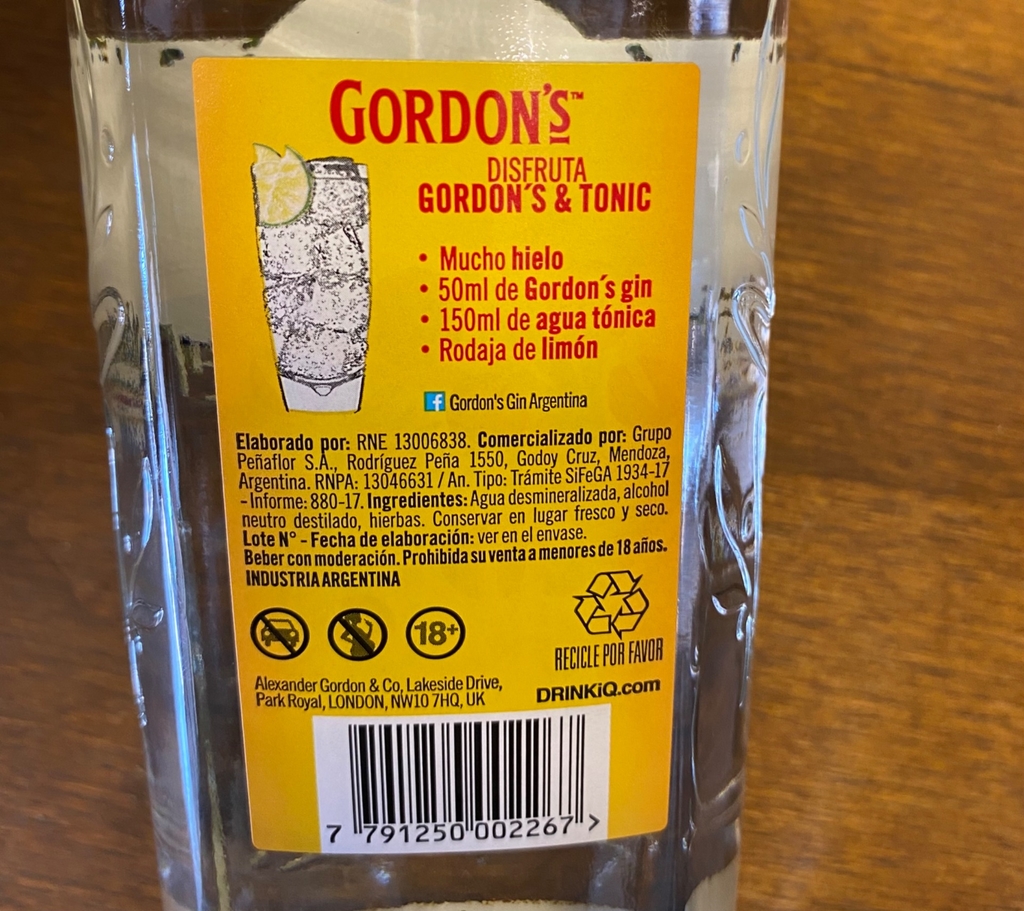 GORDON'S™
DISFRUTA
GORDON´S & TONIC
• Mucho hielo
• 50ml de Gordon´s gin
• 150ml de agua tónica
• Rodaja de limón
f Gordon's Gin Argentina
Elaborado por: RNE 13006838. Comercializado por: Grupo
Peñaflor S.A., Rodríguez Peña 1550, Godoy Cruz, Mendoza,
Argentina. RNPA: 13046631 / An. Tipo: Trámite SiFeGA 1934-17
- Informe: 880-17. Ingredientes: Agua desmineralizada, alcohol
neutro destilado, hierbas. Conservar en lugar fresco y seco.
Lote N° - Fecha de elaboración: ver en el envase.
Beber con moderación. Prohibida su venta a menores de 18 años.
INDUSTRIA ARGENTINA
18+
RECICLE POR FAVOR
Alexander Gordon & Co, Lakeside Drive,
Park Royal, LONDON, NW10 7HQ, UK
DRINKiQ.com
7 791250 002267 >